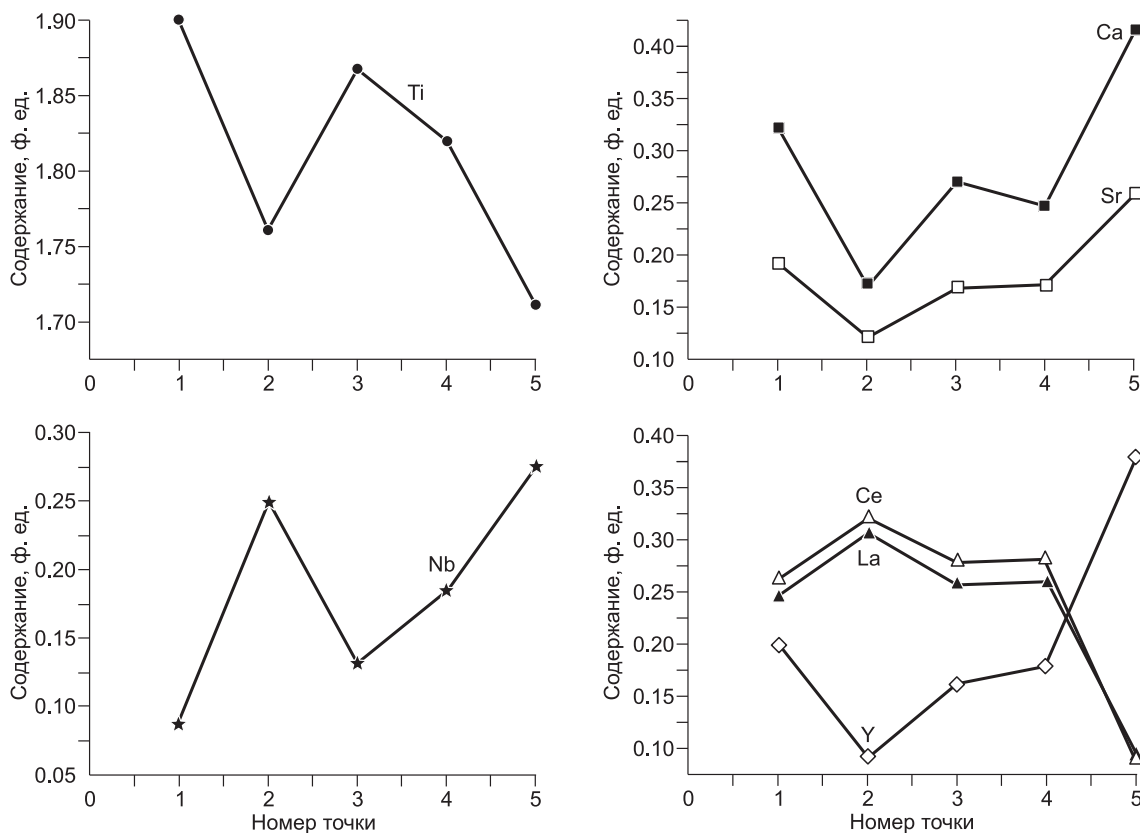 Содержание, ф. ед.
1.90
1.85
1.80
1.75
1.70
Ti
0 1 2 3 4 5
Номер точки
Содержание, ф. ед.
0.40
0.35
0.30
0.25
0.20
0.15
0.10
Ca
Sr
0 1 2 3 4 5
Номер точки
Содержание, ф. ед.
0.30
0.25
0.20
0.15
0.10
0.05
Nb
0 1 2 3 4 5
Номер точки
Содержание, ф. ед.
0.40
0.35
0.30
0.25
0.20
0.15
0.10
Ce
La
Y
0 1 2 3 4 5
Номер точки